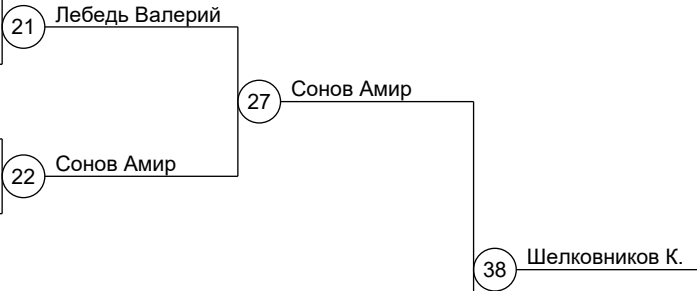 21 Лебедь Валерий
27 Сонов Амир
22 Сонов Амир
38 Шелковников К.